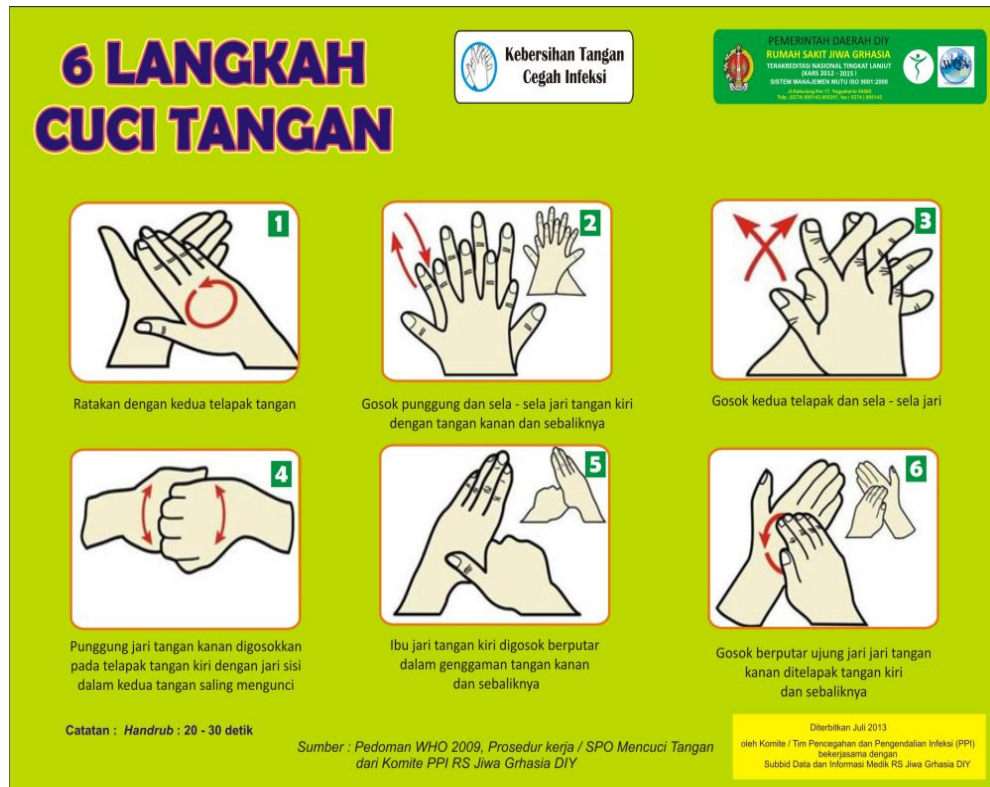 6 LANGKAH
CUCI TANGAN
Kebersihan Tangan
Cegah Infeksi
PEMERINTAH DAERAH DIY
RUMAH SAKIT JIWA GRHASIA
TERAKREDITASI NASIONAL TINGKAT LANJUT
(KARS 2012 - 2015)
SISTEM MANAJEMEN MUTU ISO 9001:2008
WQA
1
Ratakan dengan kedua telapak tangan
2
Gosok punggung dan sela - sela jari tangan kiri
dengan tangan kanan dan sebaliknya
3
Gosok kedua telapak dan sela - sela jari
4
Punggung jari tangan kanan digosokkan
pada telapak tangan kiri dengan jari sisi
dalam kedua tangan saling mengunci
5
Ibu jari tangan kiri digosok berputar
dalam genggaman tangan kanan
dan sebaliknya
6
Gosok berputar ujung jari jari tangan
kanan ditelapak tangan kiri
dan sebaliknya
Catatan : Handrub : 20 - 30 detik
Sumber : Pedoman WHO 2009, Prosedur kerja / SPO Mencuci Tangan
dari Komite PPI RS Jiwa Grhasia DIY
Diterbitkan Juli 2013
oleh Komite / Tim Pencegahan dan Pengendalian Infeksi (PPI)
bekerjasama dengan
Subbid Data dan Informasi Medik RS Jiwa Grhasia DIY